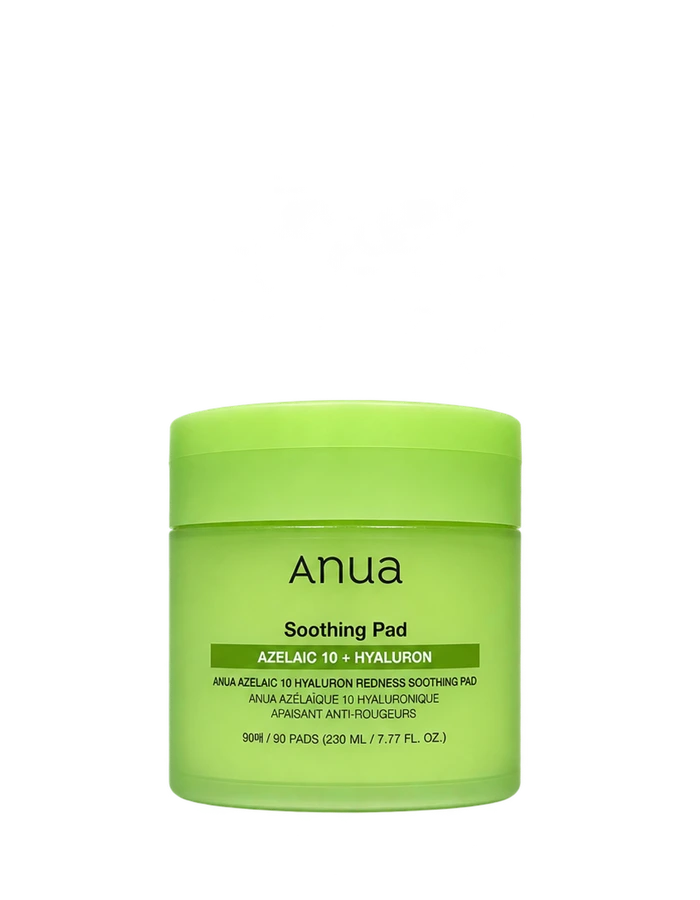 Anua
Soothing Pad
AZELAIC 10 + HYALURON
ANUA AZELAIC 10 HYALURON REDNESS SOOTHING PAD
ANUA AZÉLAÏQUE 10 HYALURONIQUE
APAISANT ANTI-ROUGEURS
90매 / 90 PADS (230 ML / 7.77 FL. OZ.)